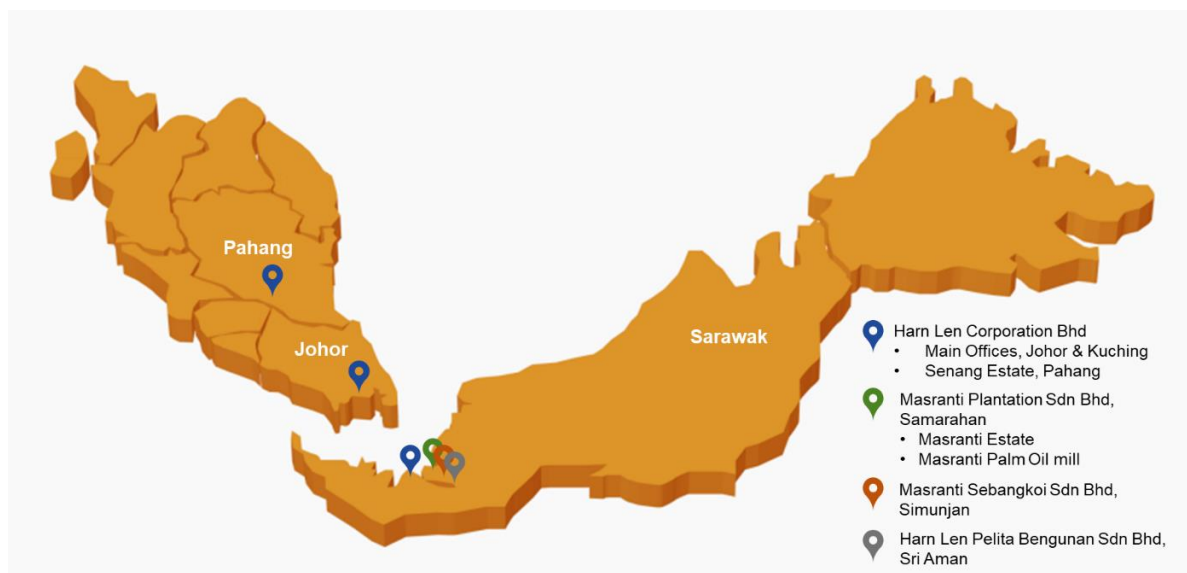 Pahang
Johor
Sarawak
Harn Len Corporation Bhd
• Main Offices, Johor & Kuching
• Senang Estate, Pahang
Masranti Plantation Sdn Bhd,
Samarahan
• Masranti Estate
• Masranti Palm Oil mill
Masranti Sebangkoi Sdn Bhd,
Simunjan
Harn Len Pelita Bengunan Sdn Bhd,
Sri Aman